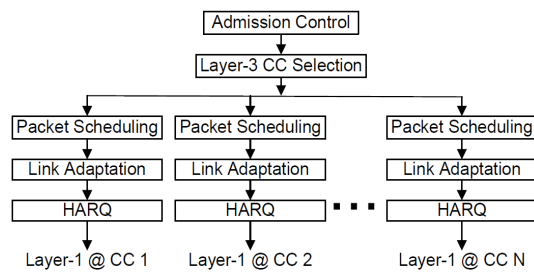 Admission Control
Layer-3 CC Selection
Packet Scheduling Packet Scheduling Packet Scheduling
Link Adaptation Link Adaptation Link Adaptation
HARQ HARQ HARQ
Layer-1 @ CC 1 Layer-1 @ CC 2 Layer-1 @ CC N